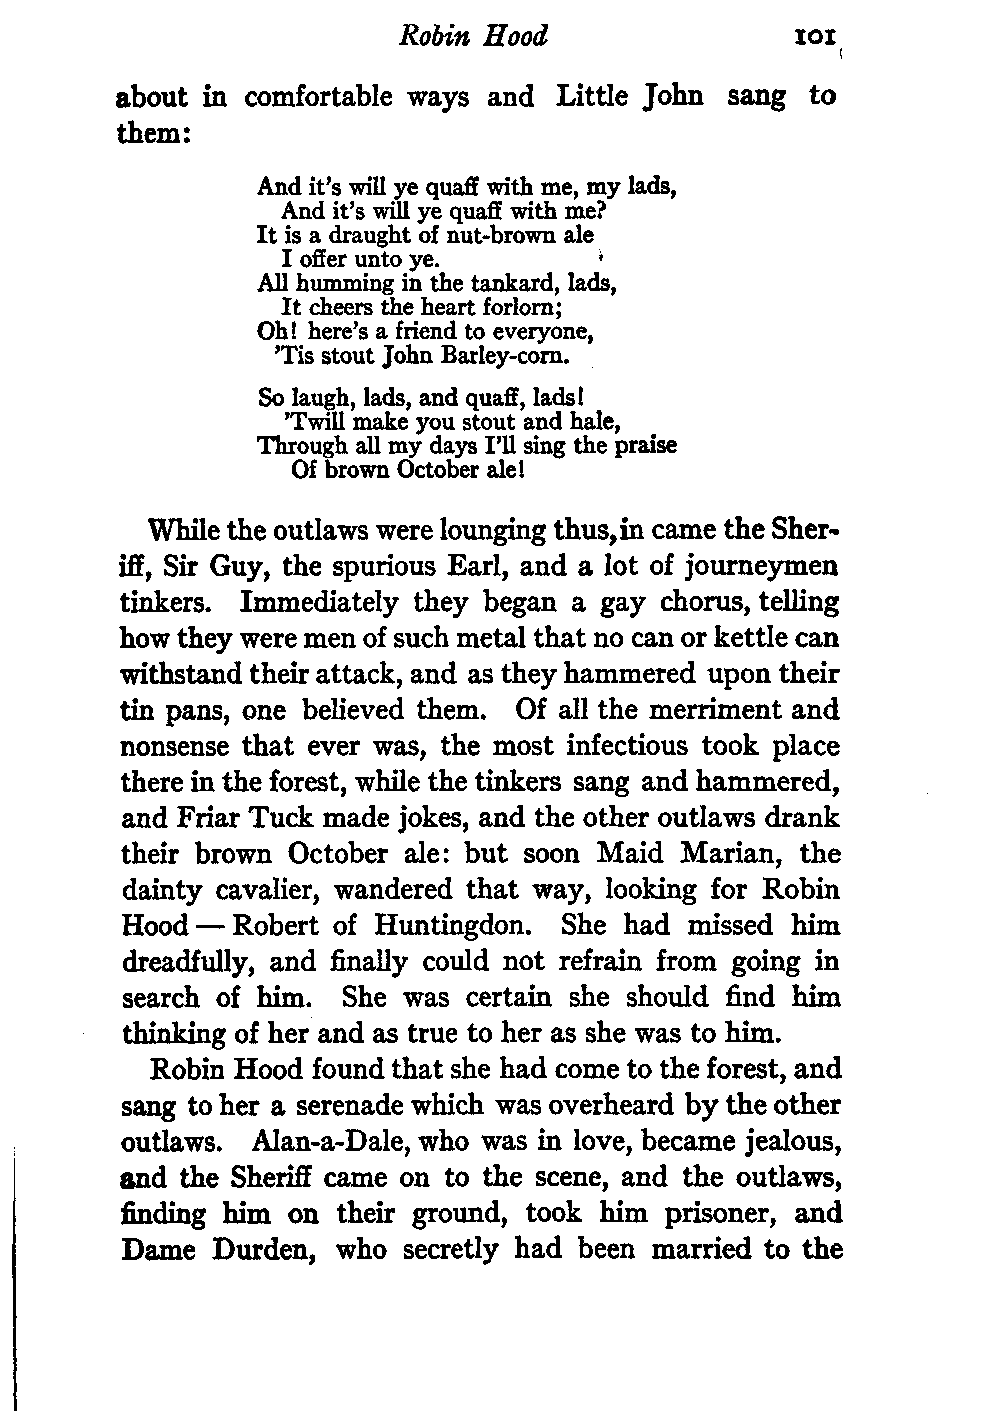 Robin Hood 101
about in comfortable ways and Little John sang to
them:
And it's will ye quaff with me, my lads,
And it's will ye quaff with me?
It is a draught of nut-brown ale
I offer unto ye.
All humming in the tankard, lads,
It cheers the heart forlorn;
Oh! here's a friend to everyone,
'Tis stout John Barley-corn.
So laugh, lads, and quaff, lads!
'Twill make you stout and hale,
Through all my days I'll sing the praise
Of brown October ale!
While the outlaws were lounging thus, in came the Sher-
iff, Sir Guy, the spurious Earl, and a lot of journeymen
tinkers. Immediately they began a gay chorus, telling
how they were men of such metal that no can or kettle can
withstand their attack, and as they hammered upon their
tin pans, one believed them. Of all the merriment and
nonsense that ever was, the most infectious took place
there in the forest, while the tinkers sang and hammered,
and Friar Tuck made jokes, and the other outlaws drank
their brown October ale: but soon Maid Marian, the
dainty cavalier, wandered that way, looking for Robin
Hood — Robert of Huntingdon. She had missed him
dreadfully, and finally could not refrain from going in
search of him. She was certain she should find him
thinking of her and as true to her as she was to him.
Robin Hood found that she had come to the forest, and
sang to her a serenade which was overheard by the other
outlaws. Alan-a-Dale, who was in love, became jealous,
and the Sheriff came on to the scene, and the outlaws,
finding him on their ground, took him prisoner, and
Dame Durden, who secretly had been married to the